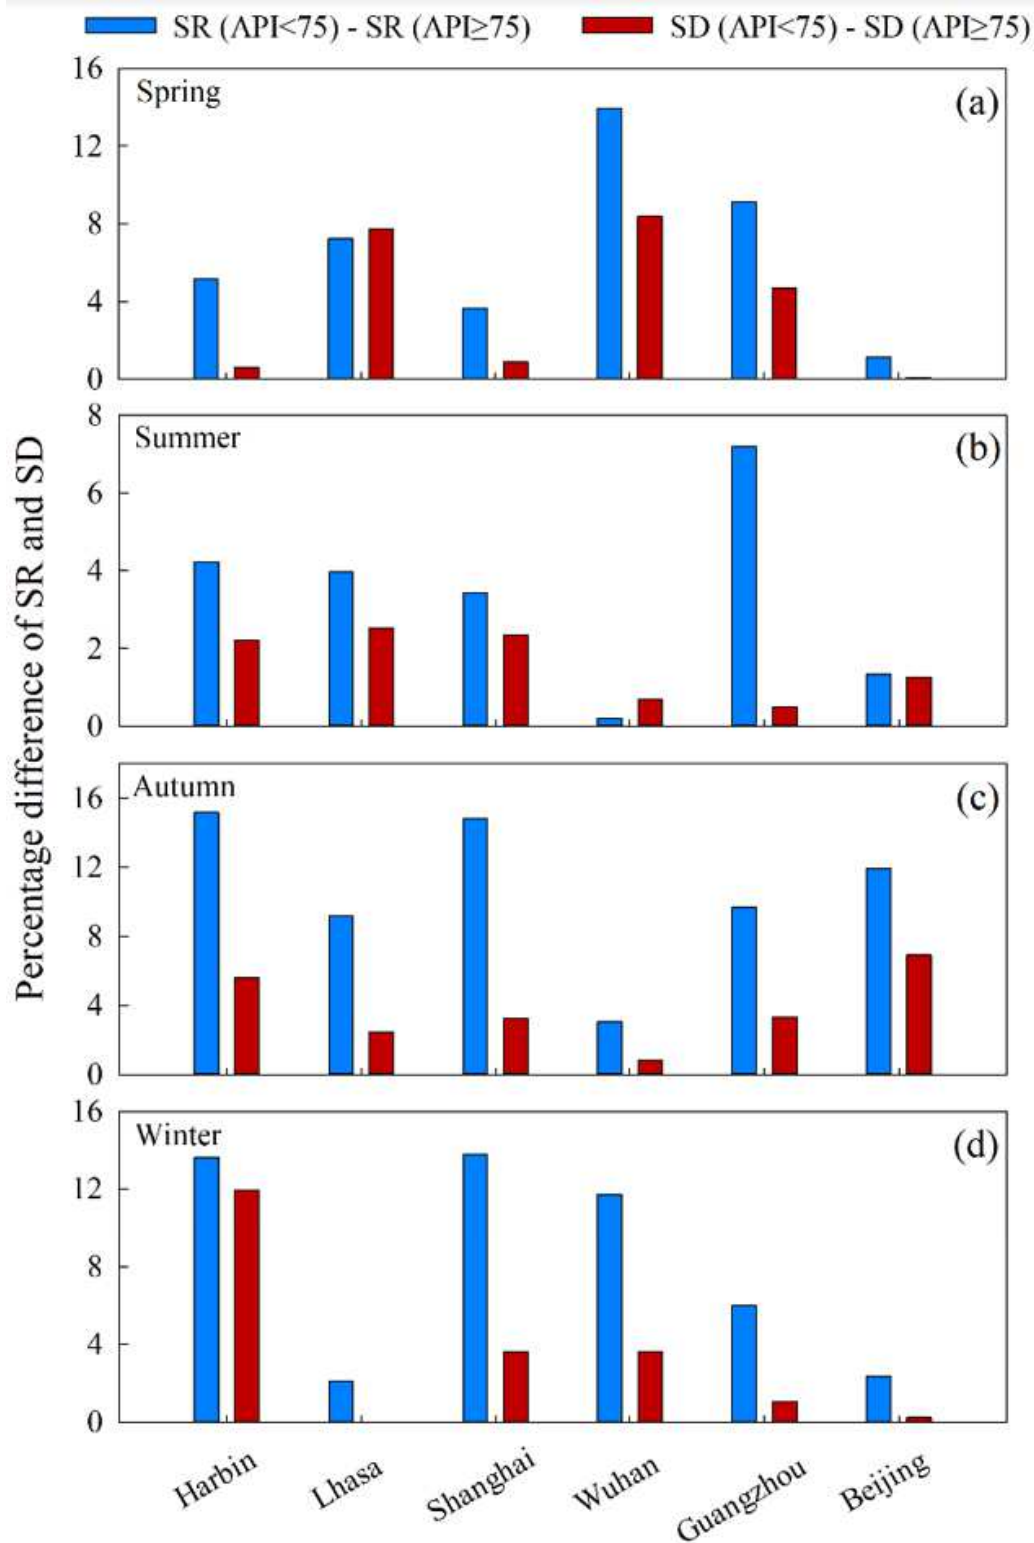 SR (API<75) - SR (API≥75) SD (API<75) - SD (API≥75)
Percentage difference of SR and SD
16
Spring
(a)
12
8
4
0
8
Summer
(b)
6
4
2
0
Autumn
(c)
16
12
8
4
0
16
Winter
(d)
12
8
4
0
Harbin Lhasa Shanghai Wuhan Guangzhou Beijing